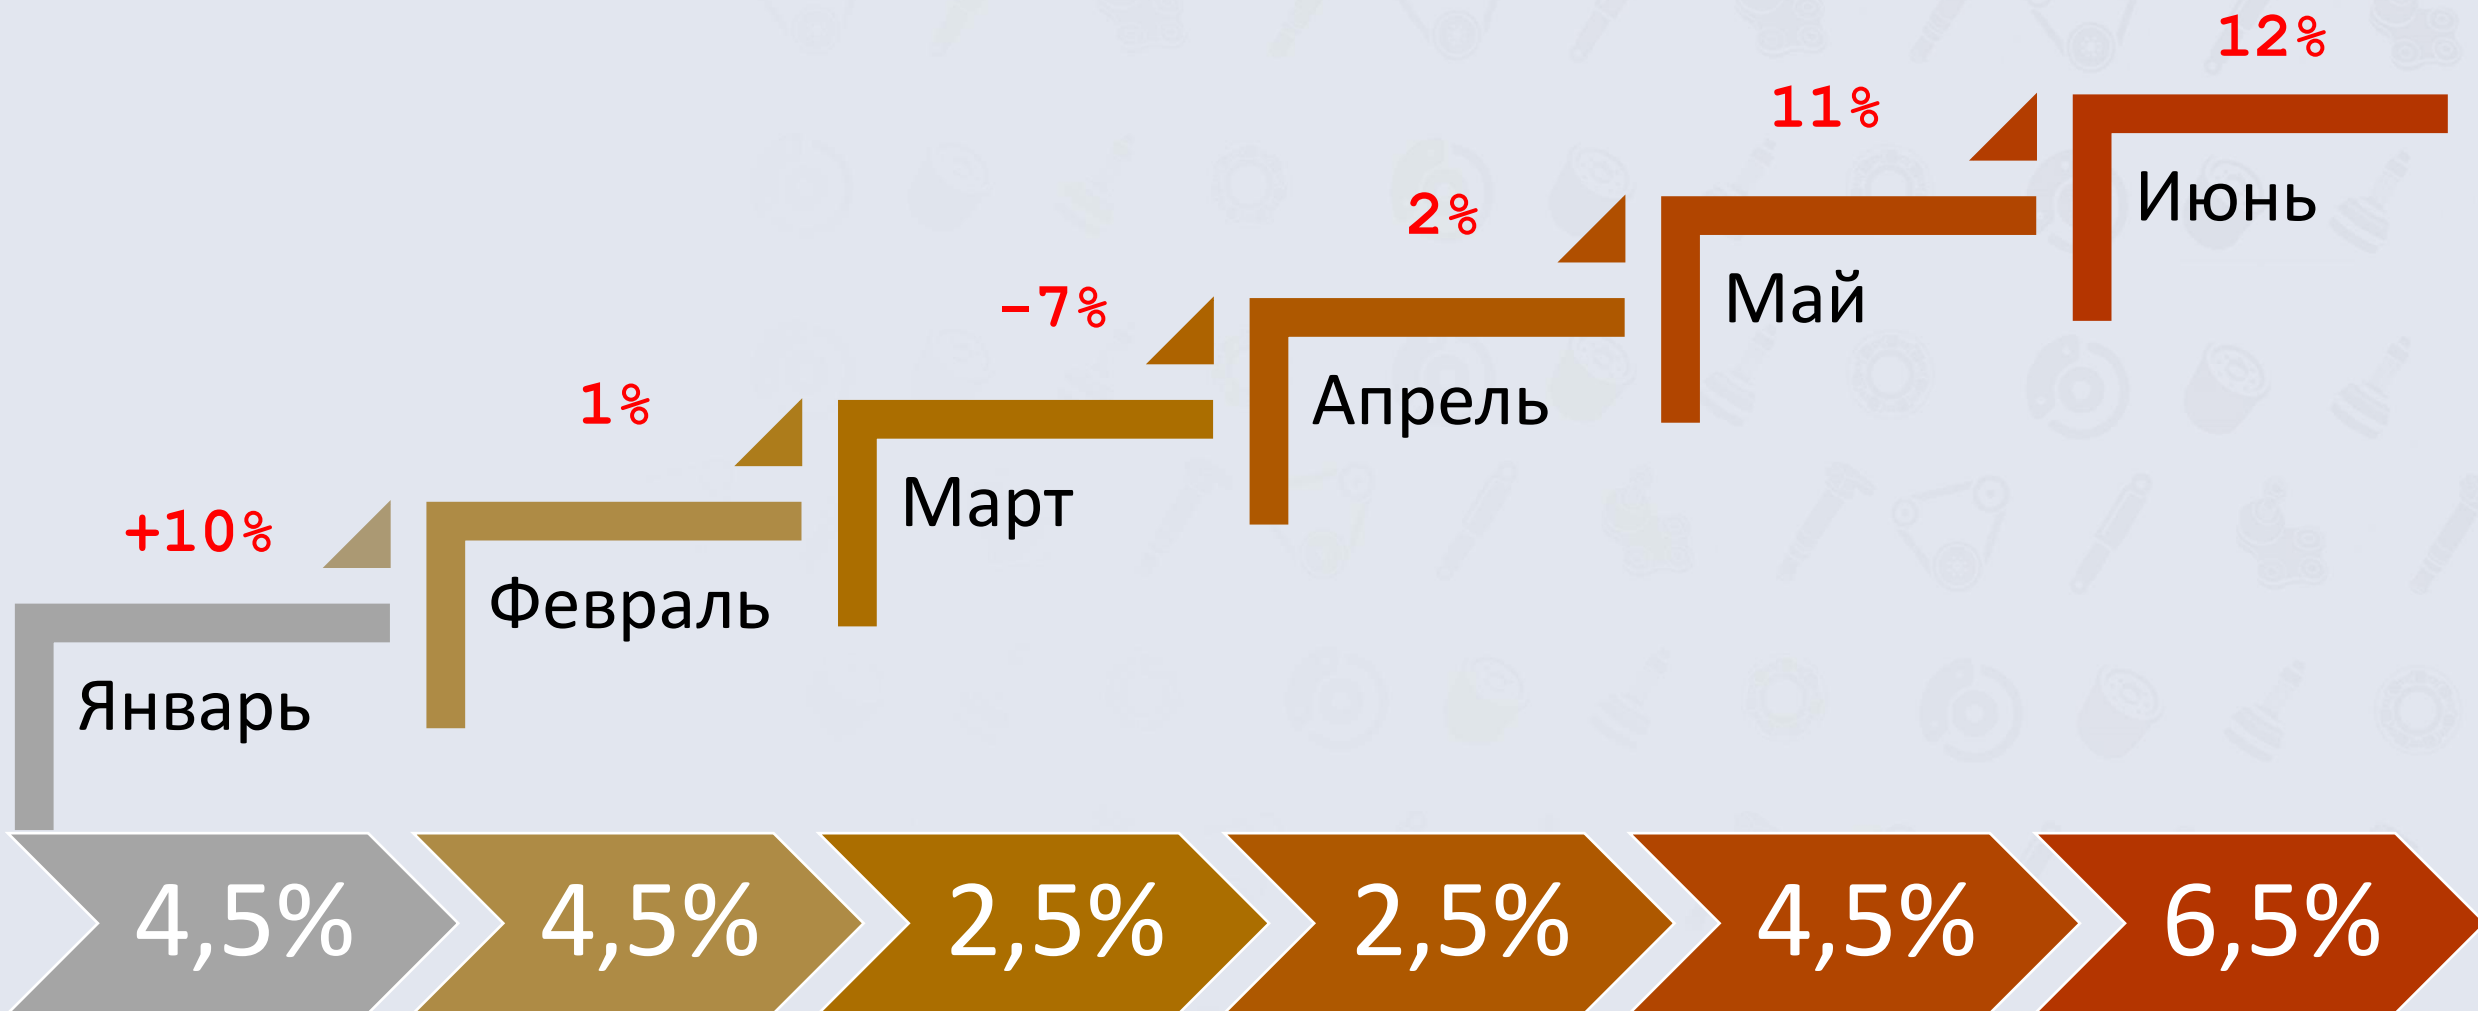 12%
11%
Июнь
2%
Май
-7%
Апрель
1%
Март
+10%
Февраль
Январь
4,5% 4,5% 2,5% 2,5% 4,5% 6,5%